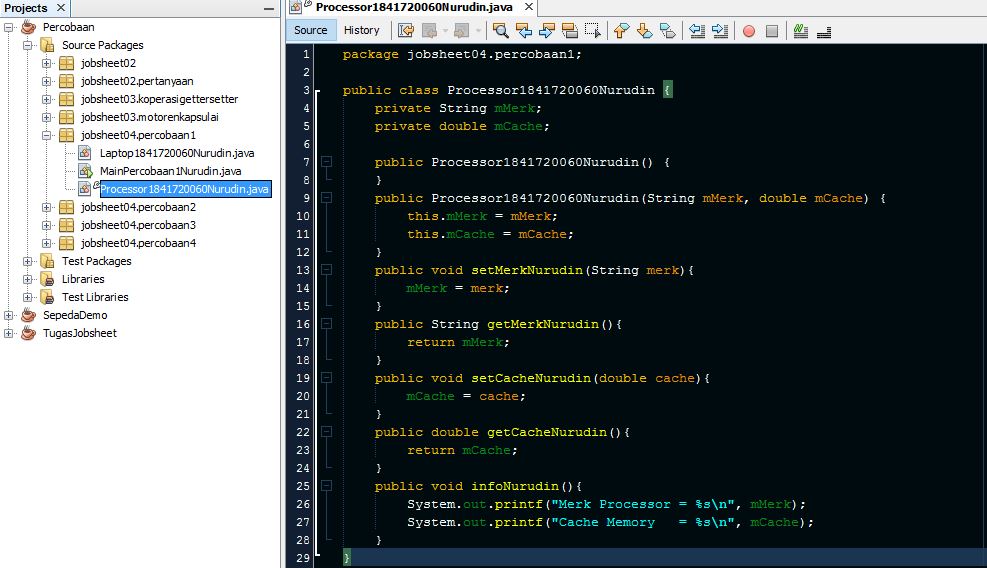 Projects
Percobaan
Source Packages
jobsheet02
jobsheet02.pertanyaan
jobsheet03.koperasigettersetter
jobsheet03.motorenkapsulai
jobsheet04.percobaan1
Laptop1841720060Nurudin.java
MainPercobaan1Nurudin.java
Processor1841720060Nurudin.java
jobsheet04.percobaan2
jobsheet04.percobaan3
jobsheet04.percobaan4
Test Packages
Libraries
Test Libraries
SepedaDemo
TugasJobsheet
Processor1841720060Nurudin.java
Source History
1 package jobsheet04.percobaan1;
2
3 public class Processor1841720060Nurudin {
4 private String mMerk;
5 private double mCache;
6
7 public Processor1841720060Nurudin() {
8 }
9 public Processor1841720060Nurudin(String mMerk, double mCache) {
10 this.mMerk = mMerk;
11 this.mCache = mCache;
12 }
13 public void setMerkNurudin(String merk){
14 mMerk = merk;
15 }
16 public String getMerkNurudin(){
17 return mMerk;
18 }
19 public void setCacheNurudin(double cache){
20 mCache = cache;
21 }
22 public double getCacheNurudin(){
23 return mCache;
24 }
25 public void infoNurudin(){
26 System.out.printf("Merk Processor = %s\n", mMerk);
27 System.out.printf("Cache Memory   = %s\n", mCache);
28 }
29 }